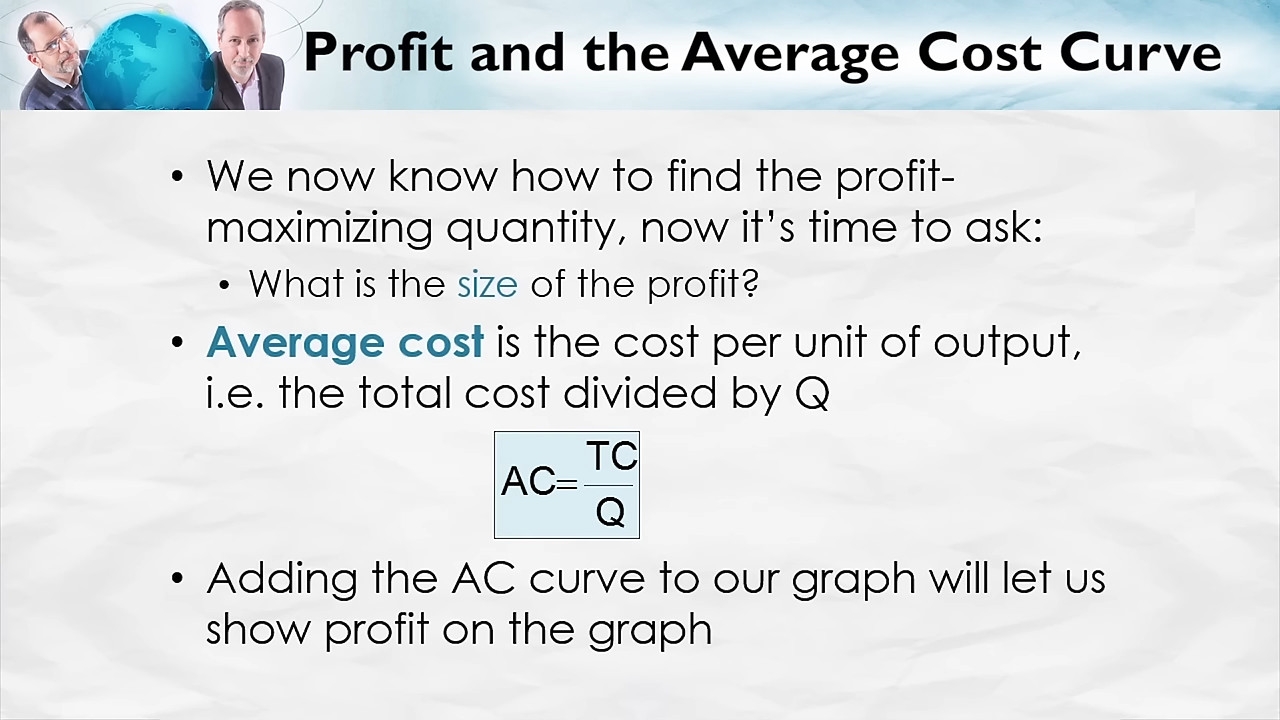 Profit and the Average Cost Curve
• We now know how to find the profit-
maximizing quantity, now it’s time to ask:
• What is the size of the profit?
• Average cost is the cost per unit of output,
i.e. the total cost divided by Q
AC=TC/Q
• Adding the AC curve to our graph will let us
show profit on the graph